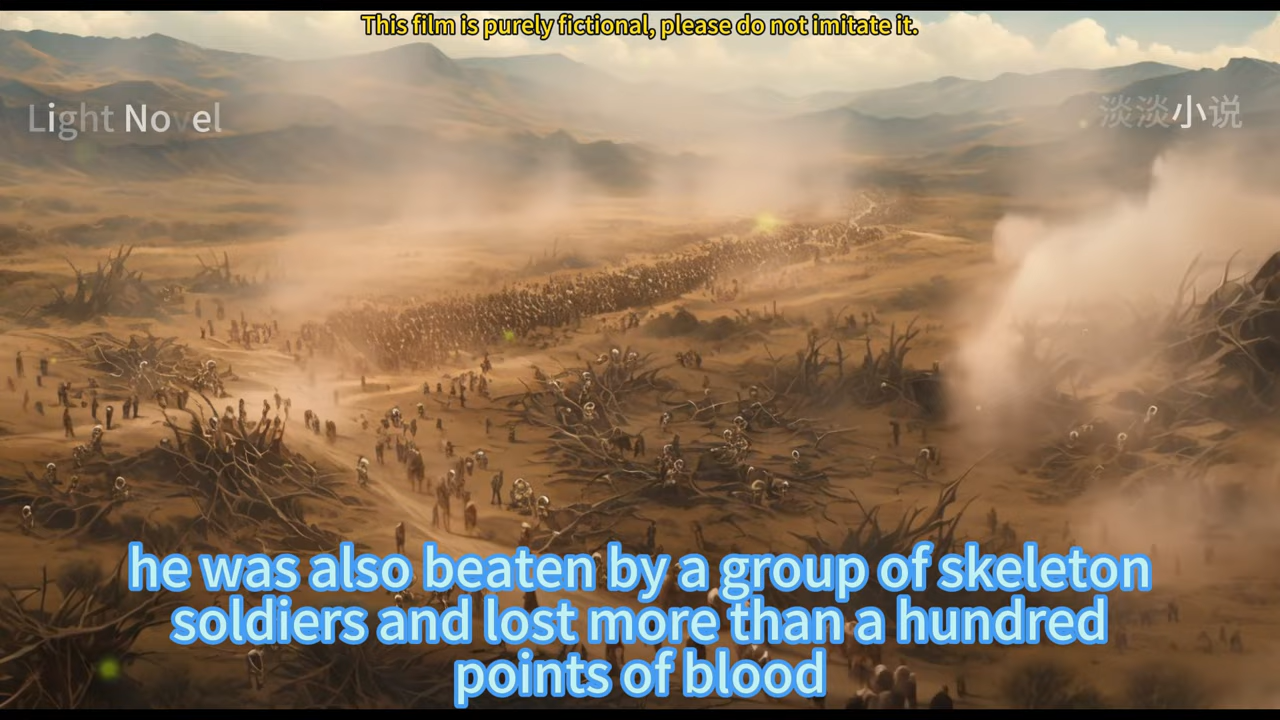 This film is purely fictional, please do not imitate it.
Light Novel
淡淡小说
he was also beaten by a group of skeleton
soldiers and lost more than a hundred
points of blood